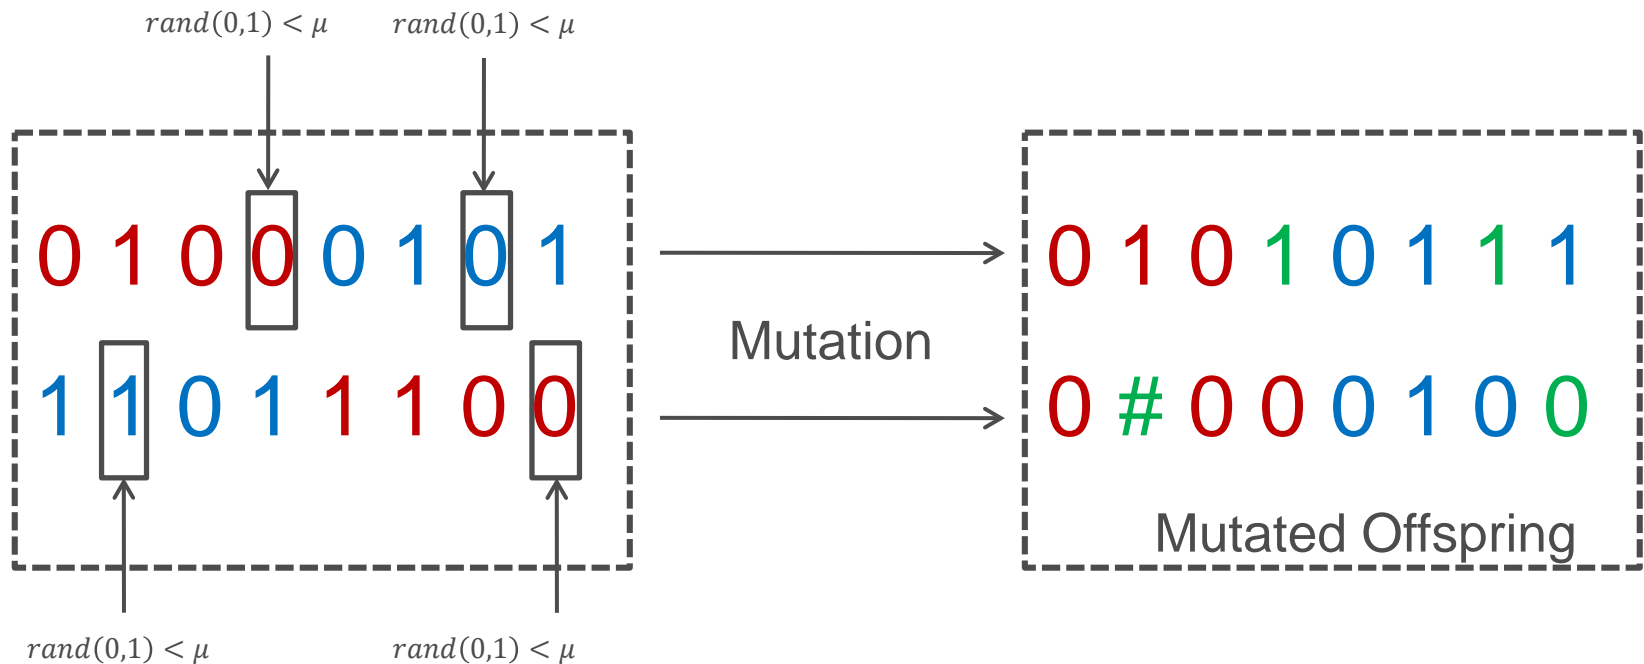 rand(0,1) < μ rand(0,1) < μ
0 1 0 0 0 1 0 1
1 1 0 1 1 1 0 0
rand(0,1) < μ rand(0,1) < μ
Mutation
0 1 0 1 0 1 1 1
0 # 0 0 0 1 0 0
Mutated Offspring